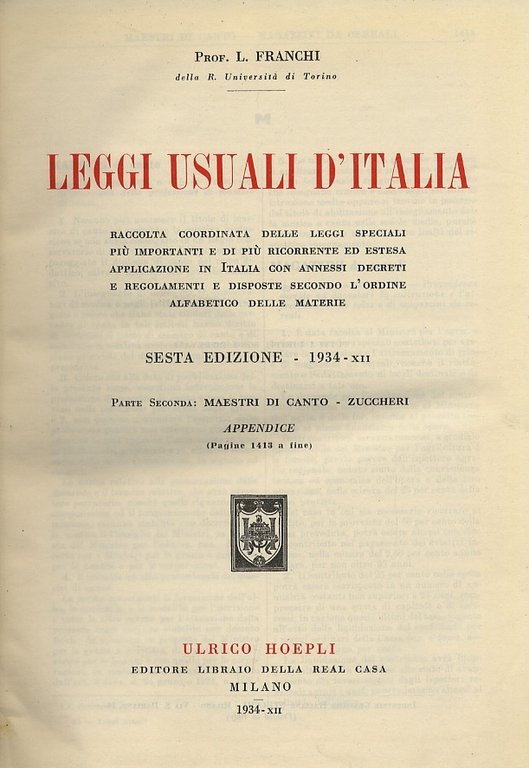 Prof. L. FRANCHI
della R. Università di Torino
LEGGI USUALI D'ITALIA
RACCOLTA COORDINATA DELLE LEGGI SPECIALI
PIÙ IMPORTANTI E DI PIÙ RICORRENTE ED ESTESA
APPLICAZIONE IN ITALIA CON ANNESSI DECRETI
E REGOLAMENTI E DISPOSTE SECONDO L'ORDINE
ALFABETICO DELLE MATERIE
SESTA EDIZIONE - 1934-XII
Parte Seconda: MAESTRI DI CANTO - ZUCCHERI
APPENDICE
(Pagine 1413 a fine)
ULRICO HOEPLI
EDITORE LIBRAIO DELLA REAL CASA
MILANO
1934-XII